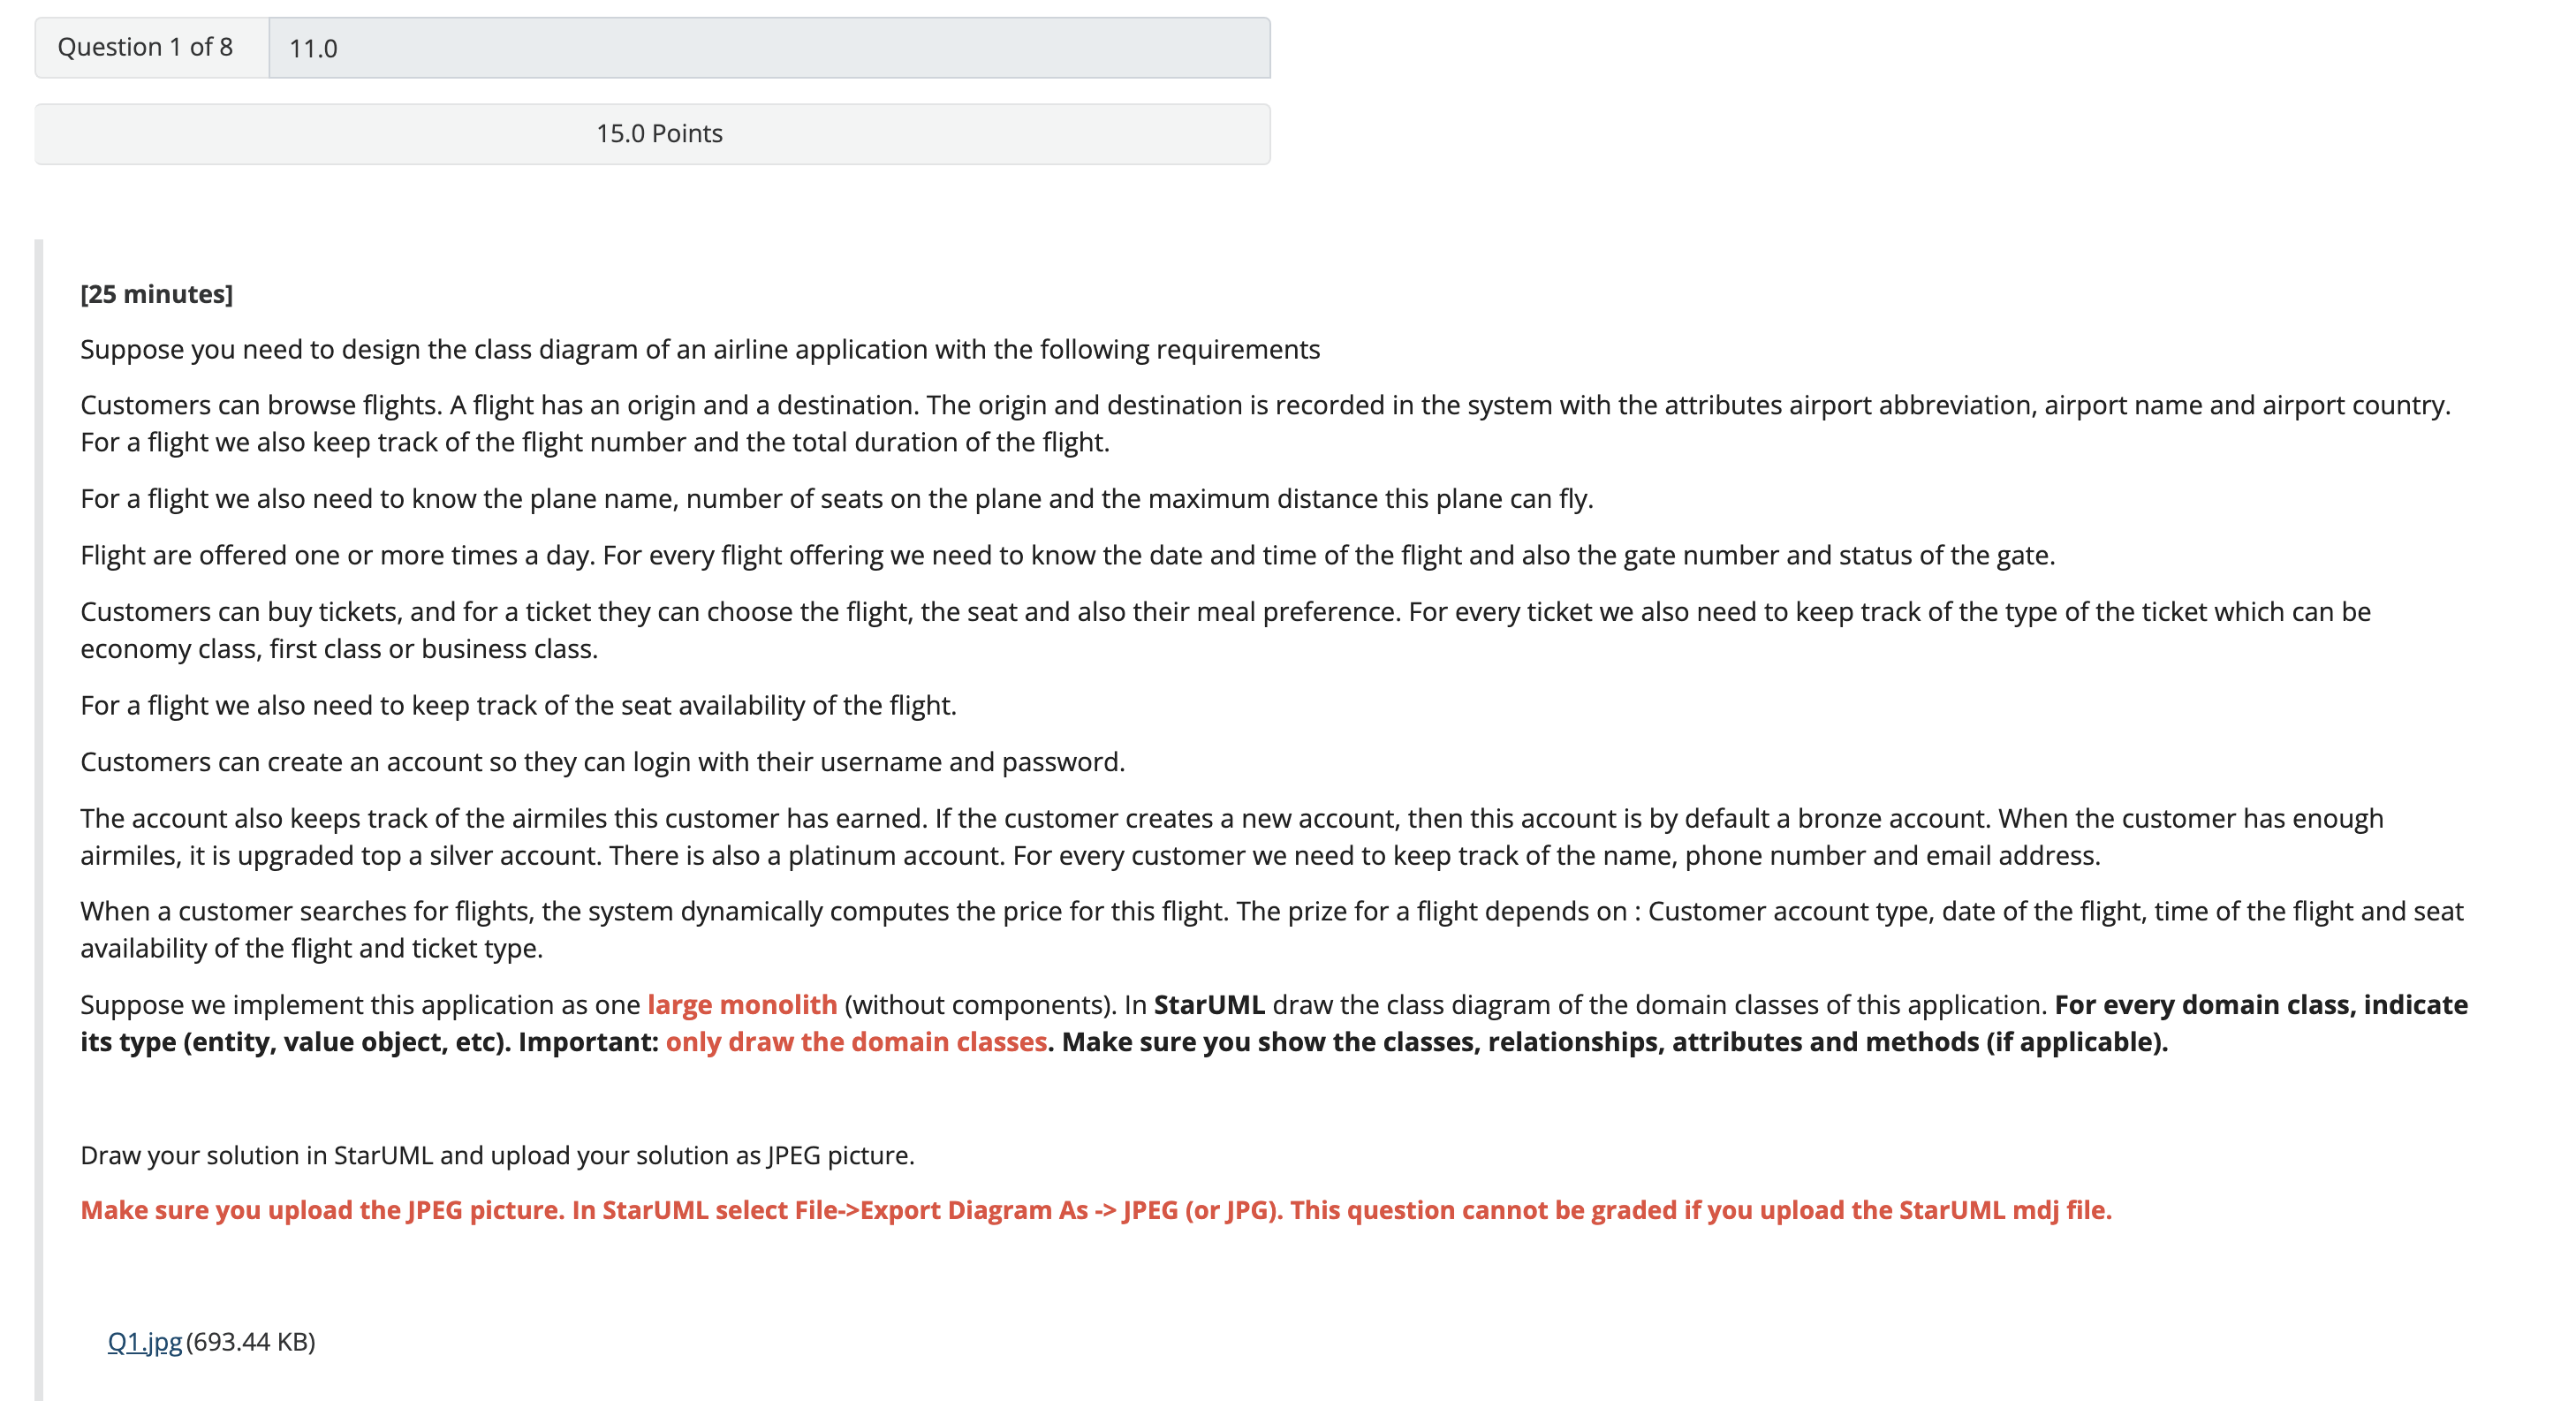 Question 1 of 8
11.0
15.0 Points
[25 minutes]
Suppose you need to design the class diagram of an airline application with the following requirements
Customers can browse flights. A flight has an origin and a destination. The origin and destination is recorded in the system with the attributes airport abbreviation, airport name and airport country.
For a flight we also keep track of the flight number and the total duration of the flight.
For a flight we also need to know the plane name, number of seats on the plane and the maximum distance this plane can fly.
Flight are offered one or more times a day. For every flight offering we need to know the date and time of the flight and also the gate number and status of the gate.
Customers can buy tickets, and for a ticket they can choose the flight, the seat and also their meal preference. For every ticket we also need to keep track of the type of the ticket which can be
economy class, first class or business class.
For a flight we also need to keep track of the seat availability of the flight.
Customers can create an account so they can login with their username and password.
The account also keeps track of the airmiles this customer has earned. If the customer creates a new account, then this account is by default a bronze account. When the customer has enough
airmiles, it is upgraded top a silver account. There is also a platinum account. For every customer we need to keep track of the name, phone number and email address.
When a customer searches for flights, the system dynamically computes the price for this flight. The prize for a flight depends on : Customer account type, date of the flight, time of the flight and seat
availability of the flight and ticket type.
Suppose we implement this application as one large monolith (without components). In StarUML draw the class diagram of the domain classes of this application. For every domain class, indicate
its type (entity, value object, etc). Important: only draw the domain classes. Make sure you show the classes, relationships, attributes and methods (if applicable).
Draw your solution in StarUML and upload your solution as JPEG picture.
Make sure you upload the JPEG picture. In StarUML select File->Export Diagram As -> JPEG (or JPG). This question cannot be graded if you upload the StarUML mdj file.
Q1.jpg (693.44 KB)